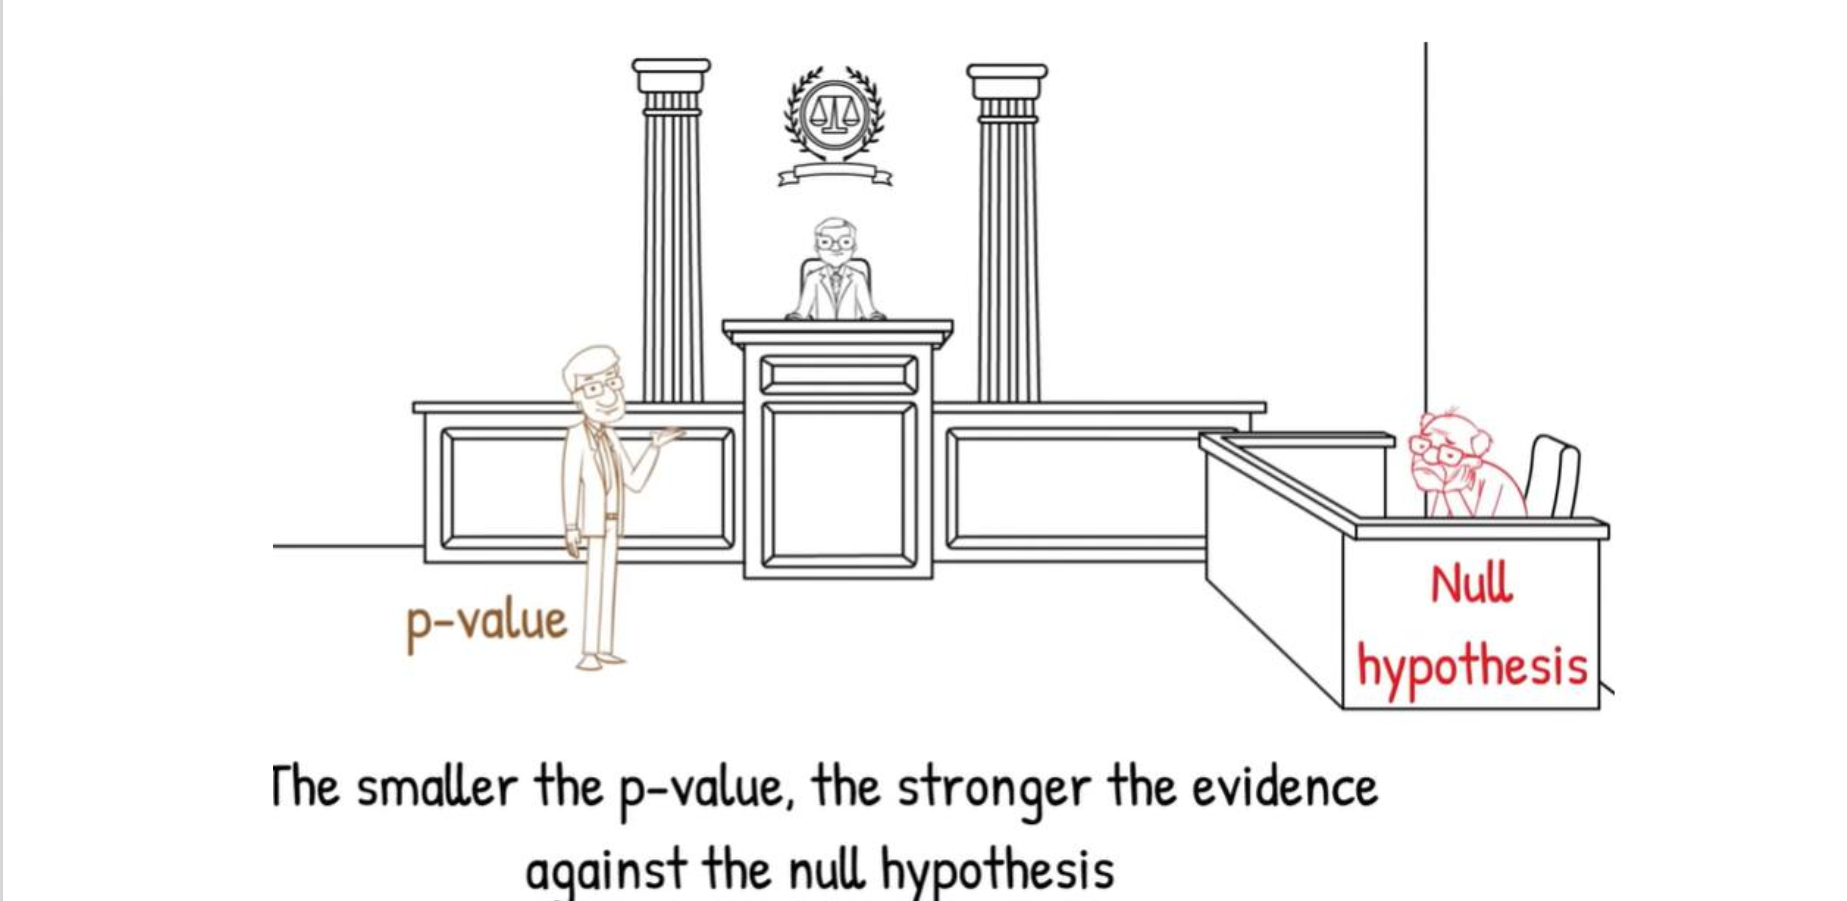 p-value
Null
hypothesis
The smaller the p-value, the stronger the evidence
against the null hypothesis